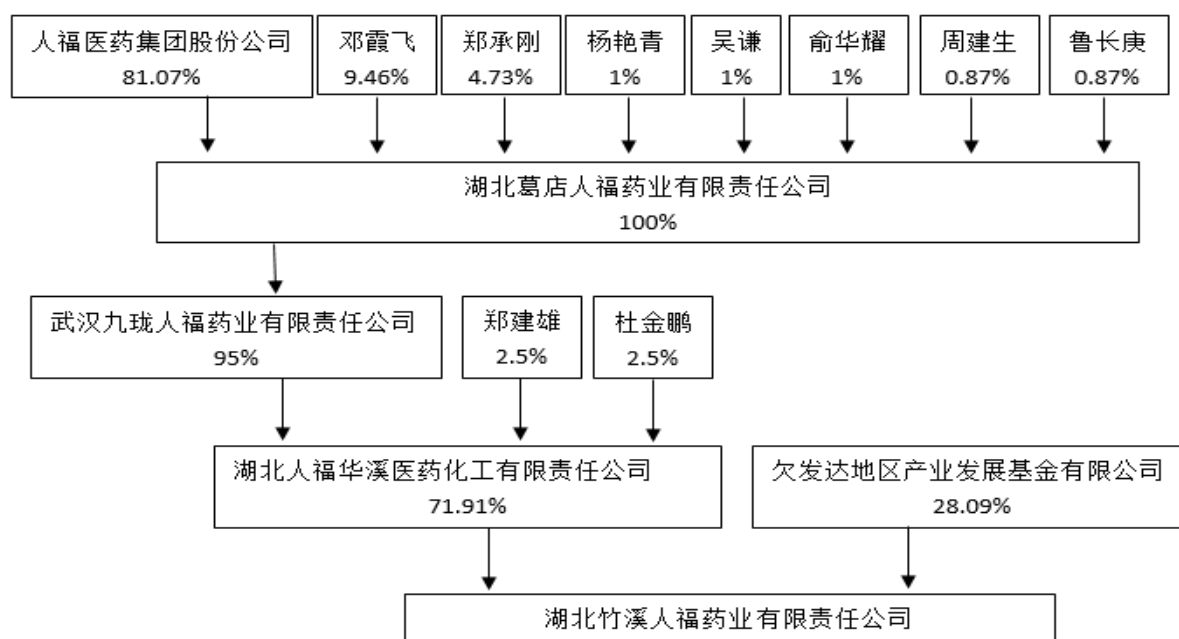 人福医药集团股份公司
81.07%
邓霞飞
9.46%
郑承刚
4.73%
杨艳青
1%
吴谦
1%
俞华耀
1%
周建生
0.87%
鲁长庚
0.87%
湖北葛店人福药业有限责任公司
100%
武汉九珑人福药业有限责任公司
95%
郑建雄
2.5%
杜金鹏
2.5%
湖北人福华溪医药化工有限责任公司
71.91%
欠发达地区产业发展基金有限公司
28.09%
湖北竹溪人福药业有限责任公司